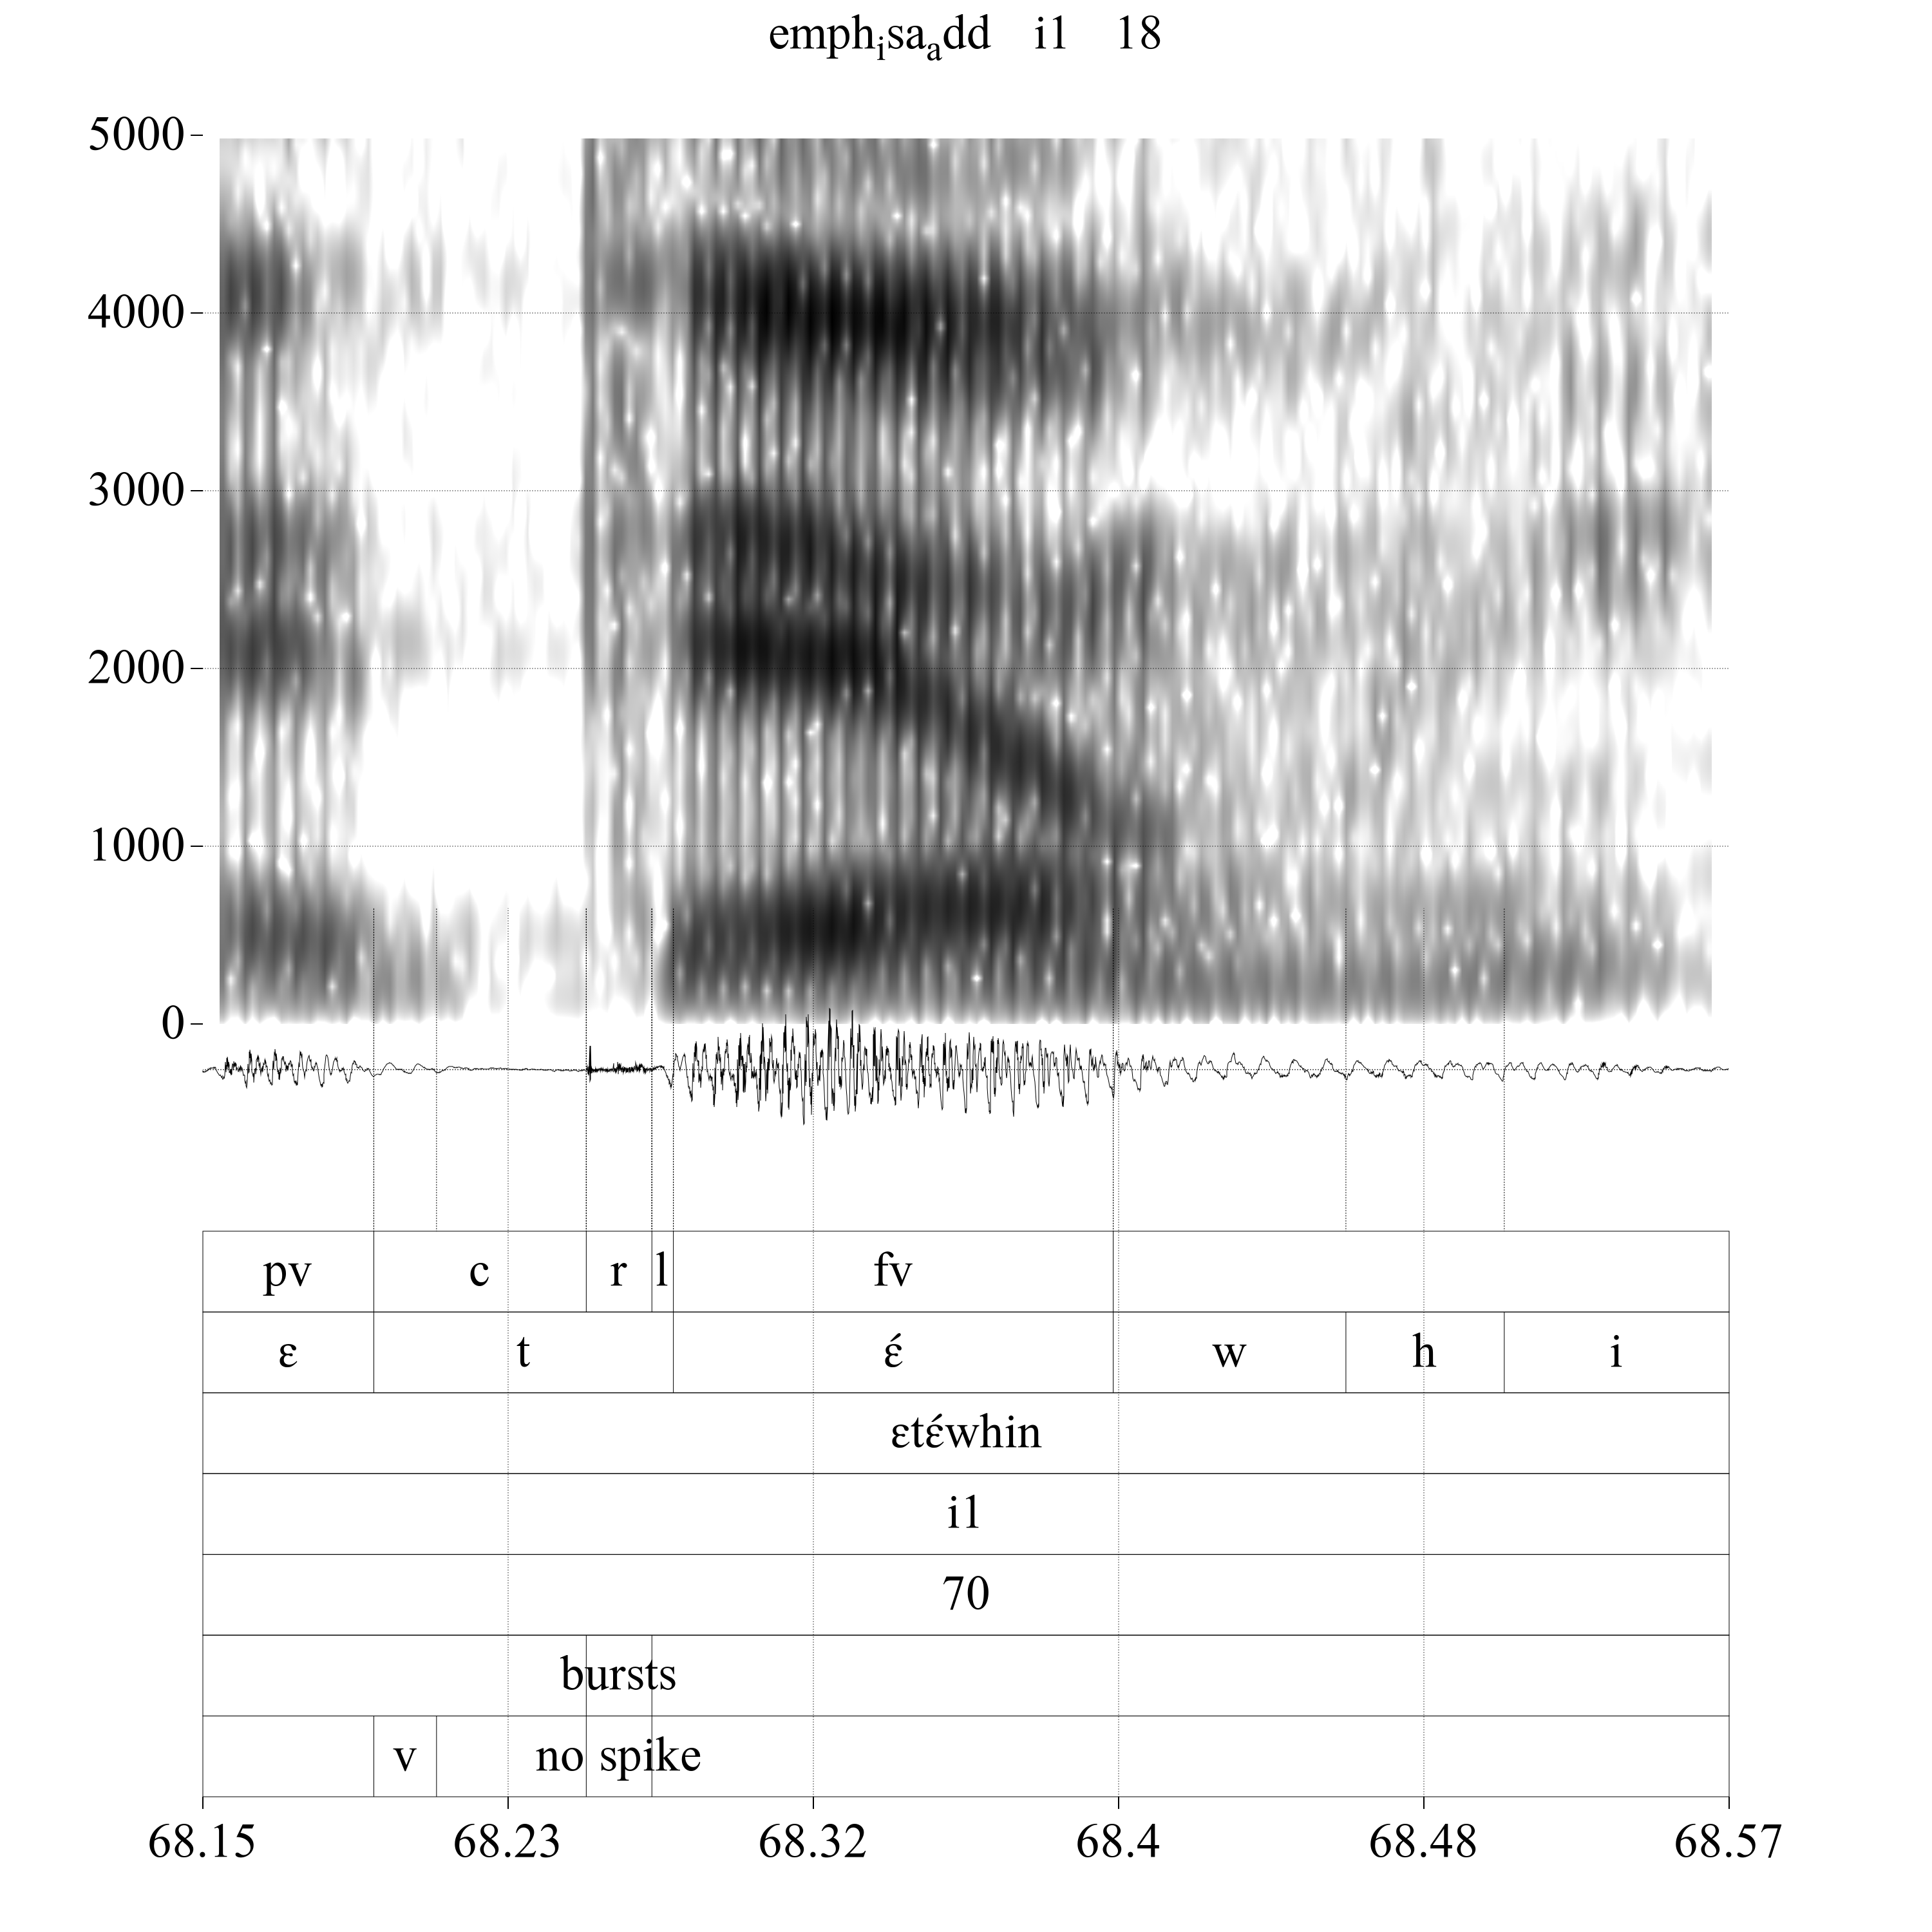 emphᵢsaₐdd i1 18
5000
4000
3000
2000
1000
0
pv c r l fv
ɛ t ɛ́ w h i
ɛtɛ́whin
i1
70
bursts
v no spike
68.15 68.23 68.32 68.4 68.48 68.57